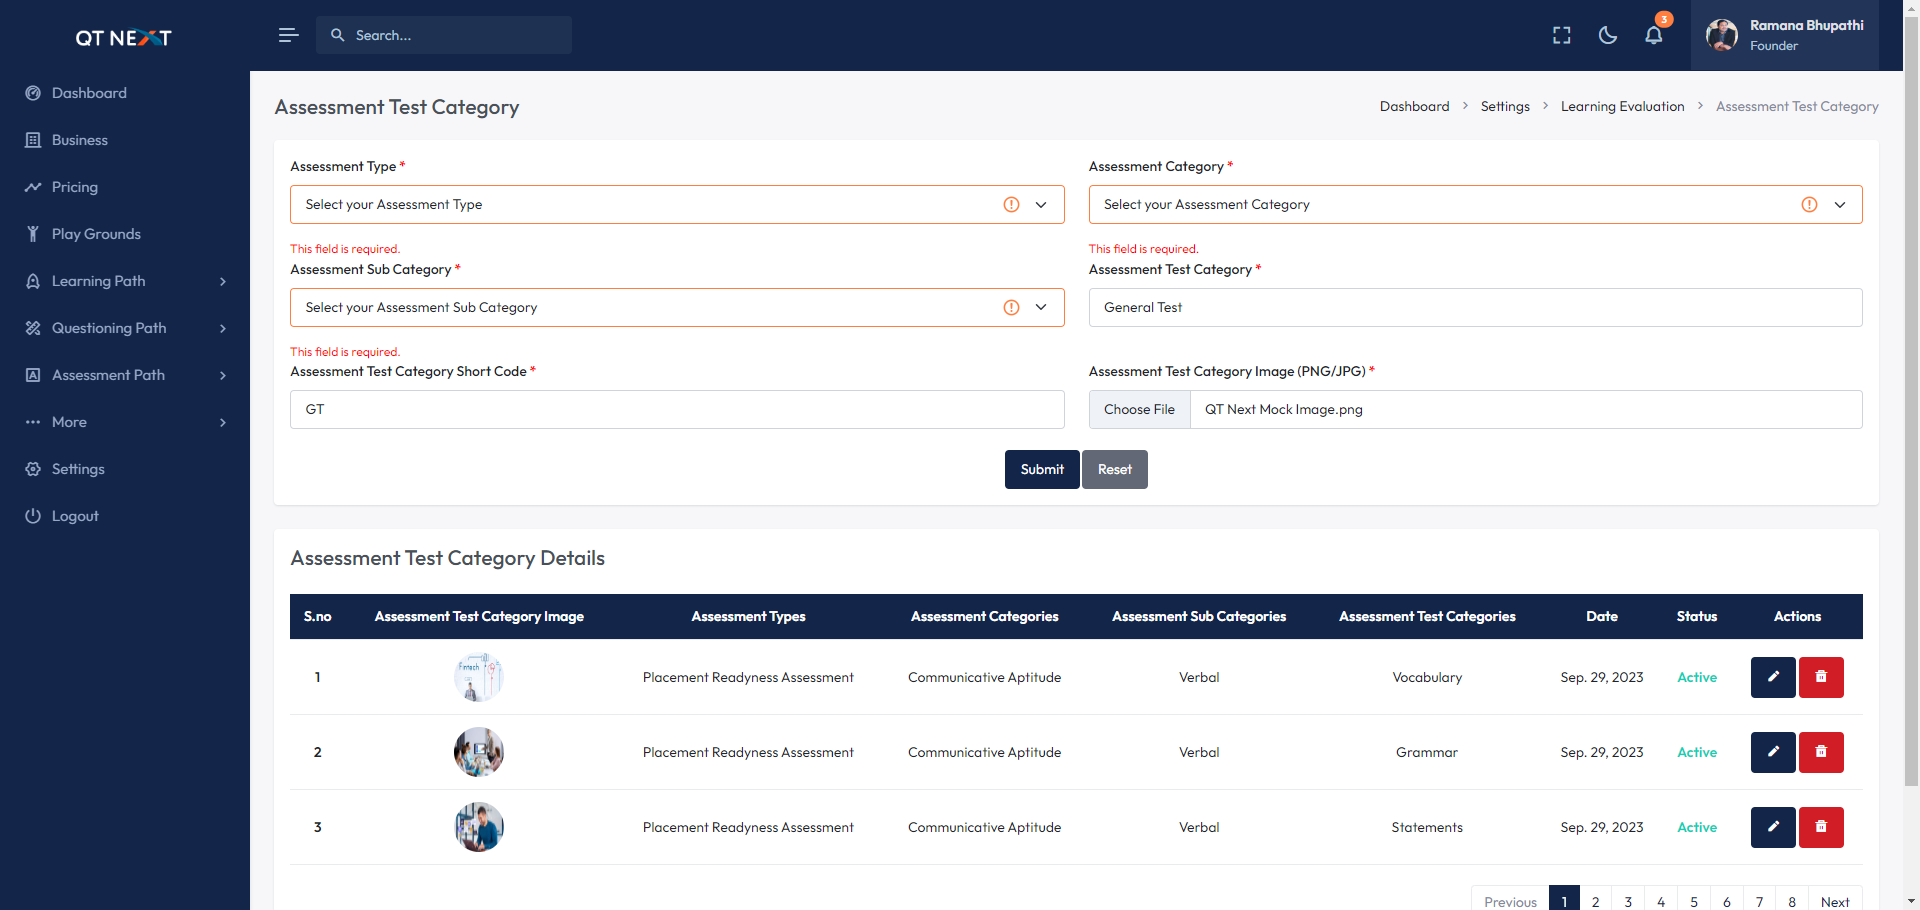 QT NEXT
Search...
3
Ramana Bhupathi
Founder
Dashboard
Business
Pricing
Play Grounds
Learning Path
Questioning Path
Assessment Path
More
Settings
Logout
Assessment Test Category
Dashboard > Settings > Learning Evaluation > Assessment Test Category
Assessment Type *
Select your Assessment Type
This field is required.
Assessment Category *
Select your Assessment Category
This field is required.
Assessment Sub Category *
Select your Assessment Sub Category
This field is required.
Assessment Test Category *
General Test
Assessment Test Category Short Code *
GT
Assessment Test Category Image (PNG/JPG) *
Choose File QT Next Mock Image.png
Submit Reset
Assessment Test Category Details
S.no Assessment Test Category Image Assessment Types Assessment Categories Assessment Sub Categories Assessment Test Categories Date Status Actions
1 Fintech Placement Readyness Assessment Communicative Aptitude Verbal Vocabulary Sep. 29, 2023 Active
2 Placement Readyness Assessment Communicative Aptitude Verbal Grammar Sep. 29, 2023 Active
3 Placement Readyness Assessment Communicative Aptitude Verbal Statements Sep. 29, 2023 Active
Previous 1 2 3 4 5 6 7 8 Next